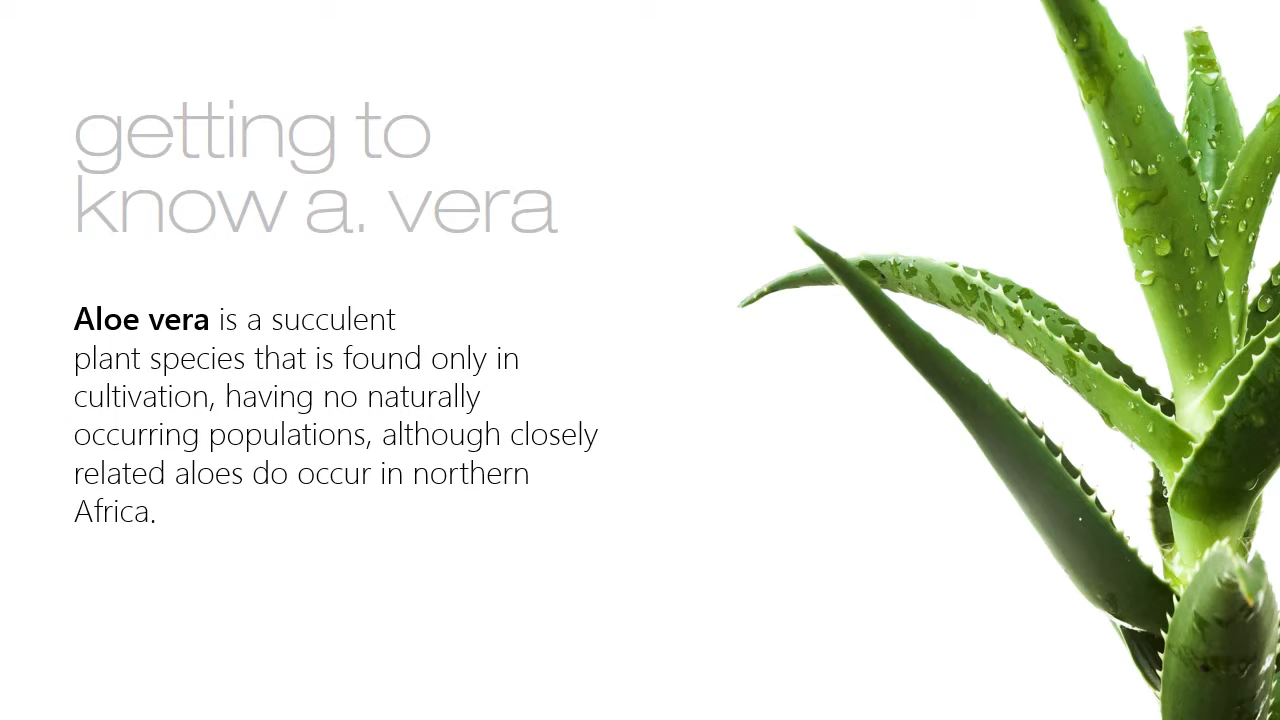 getting to
know a. vera
Aloe vera is a succulent
plant species that is found only in
cultivation, having no naturally
occurring populations, although closely
related aloes do occur in northern
Africa.